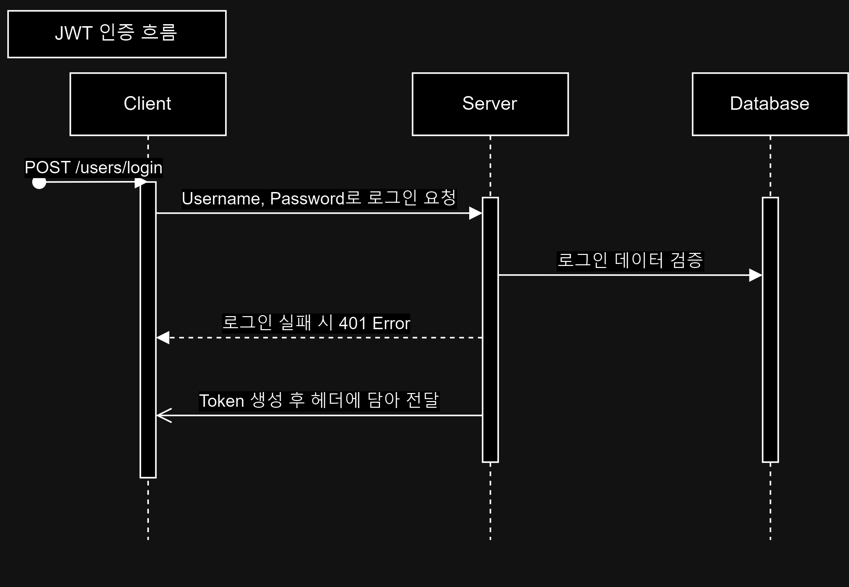 JWT 인증 흐름
Client
Server
Database
POST /users/login
Username, Password로 로그인 요청
로그인 데이터 검증
로그인 실패 시 401 Error
Token 생성 후 헤더에 담아 전달